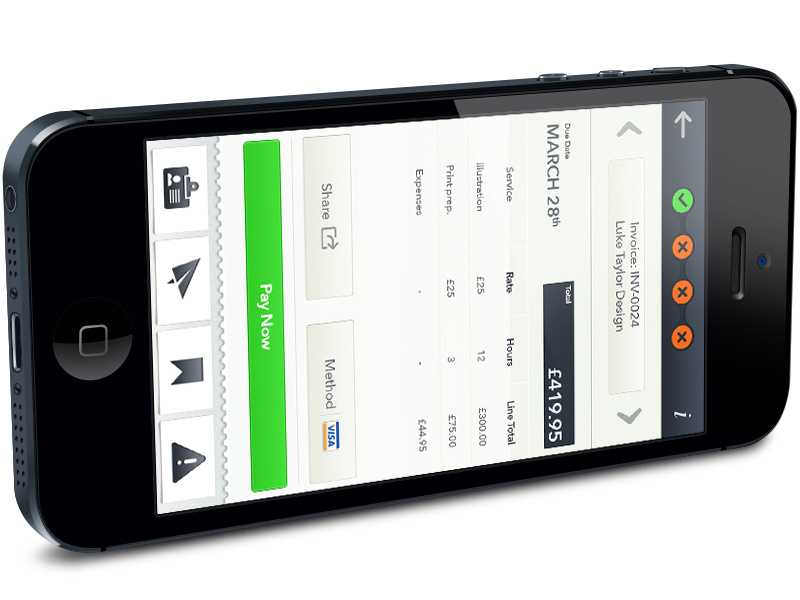 i
Invoice: INV-0024
Luke Taylor Design
Due Date
MARCH 28th
Total
£419.95
Service Rate Hours Line Total
Illustration £25 12 £300.00
Print prep. £25 3 £75.00
Expenses - - £44.95
Share
Method VISA
Pay Now